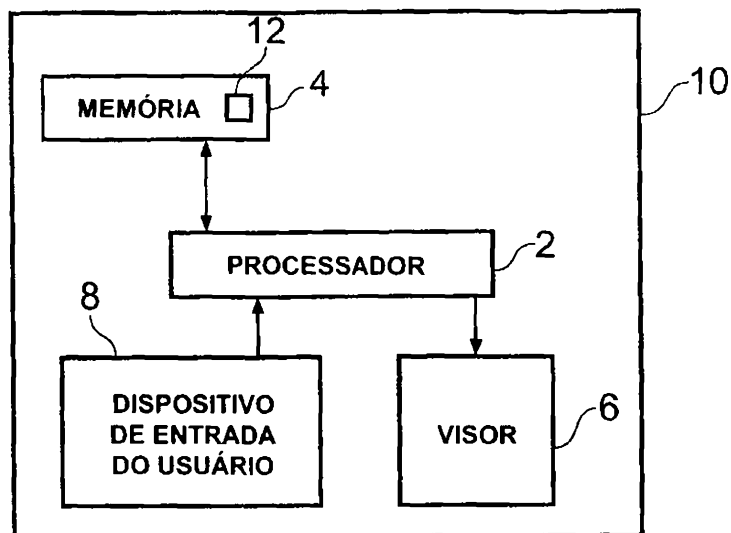 12
MEMÓRIA
4
10
PROCESSADOR
2
8
DISPOSITIVO
DE ENTRADA
DO USUÁRIO
VISOR
6